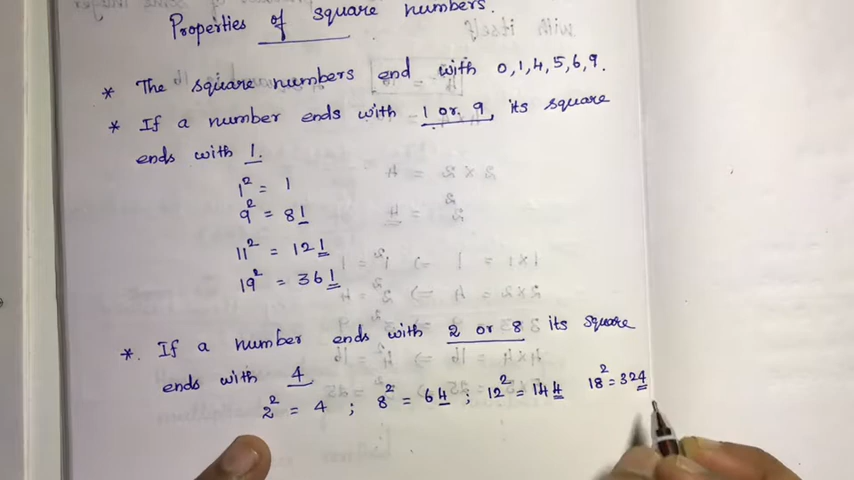 Properties of square numbers.
* The square numbers end with 0,1,4,5,6,9.
* If a number ends with 1 or 9, its square
ends with 1.
1² = 1
9² = 81
11² = 121
19² = 361
*. If a number ends with 2 or 8 its square
ends with 4
2² = 4 ; 8² = 64 ; 12² = 144 18² = 324